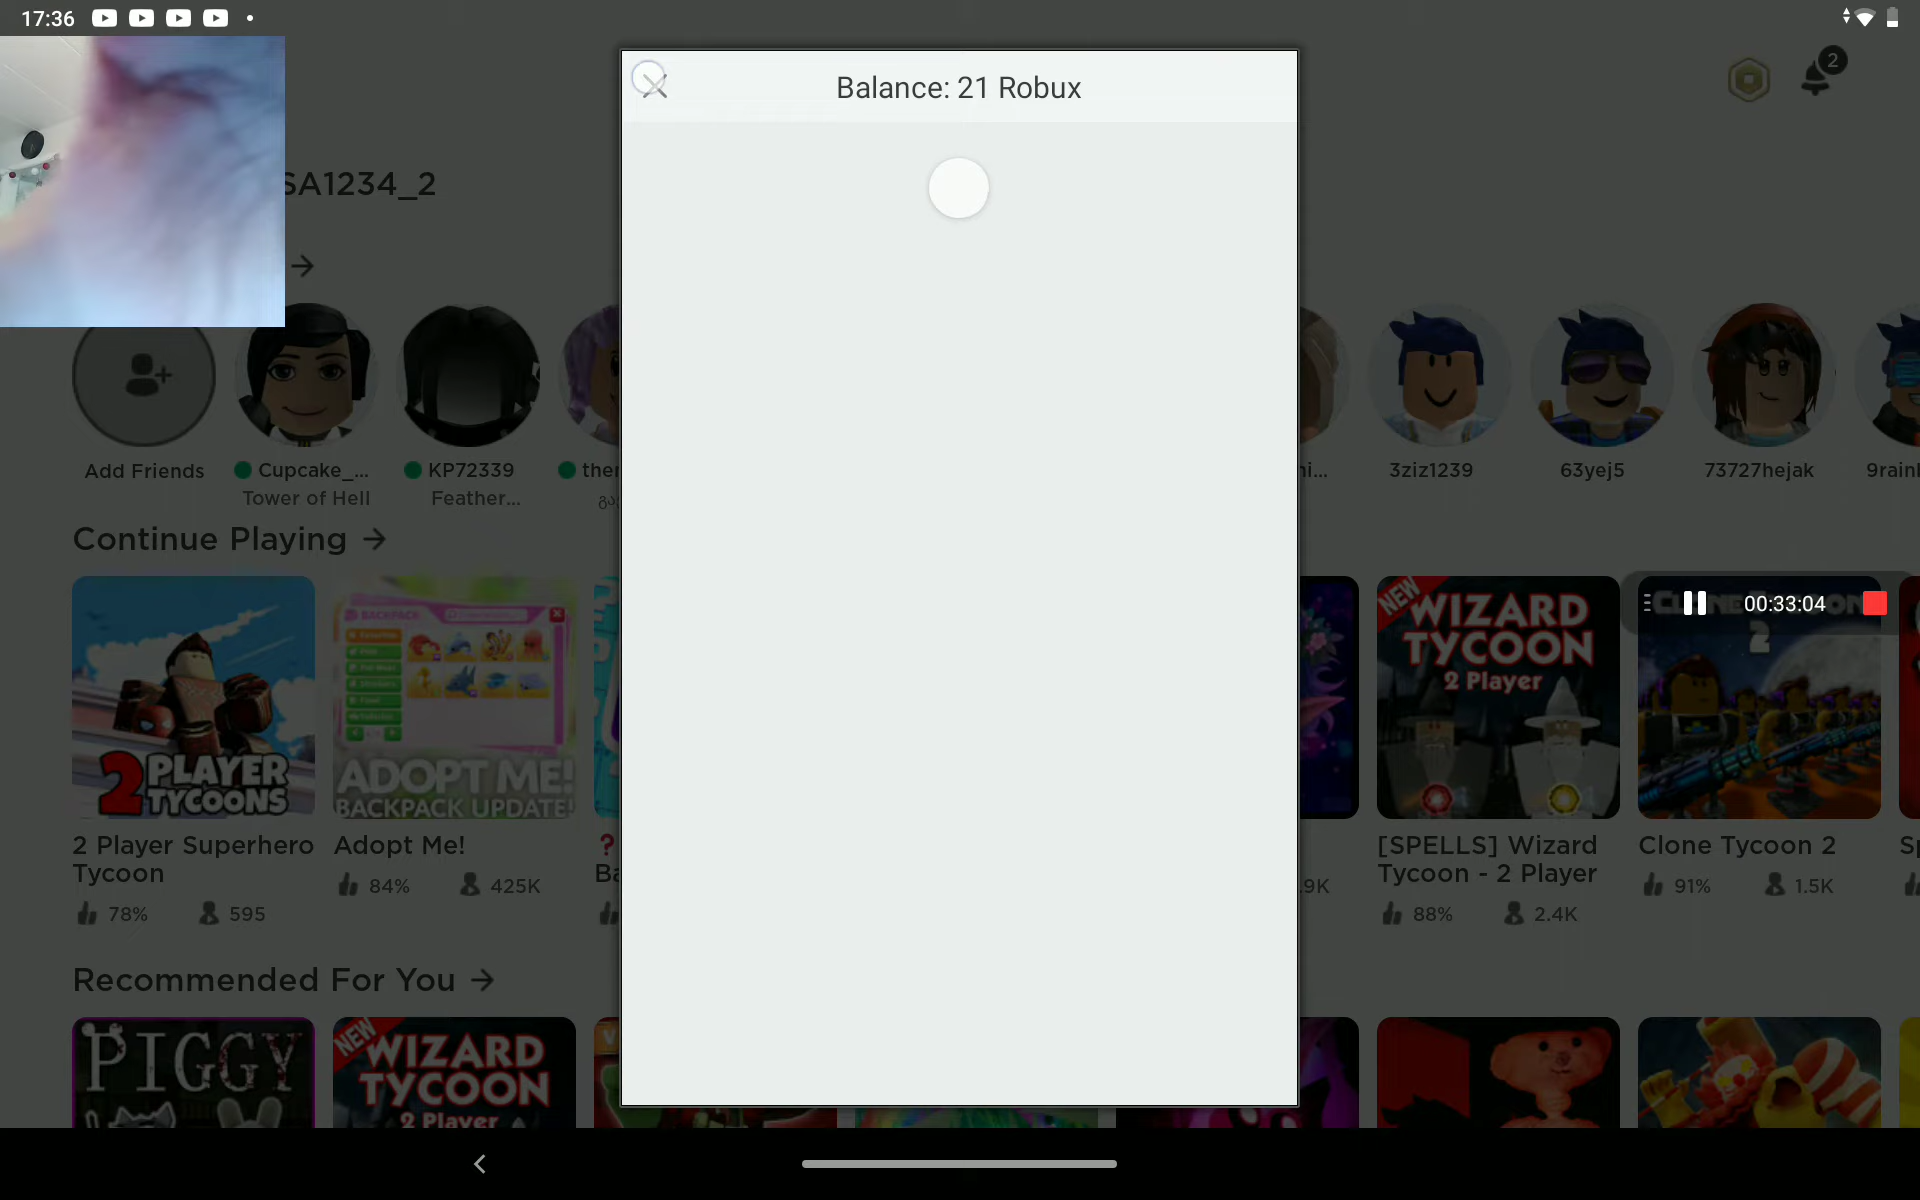 17:36
2
Balance: 21 Robux
SA1234_2
Add Friends
Cupcake_...
Tower of Hell
KP72339
Feather...
3ziz1239
63yej5
73727hejak
Continue Playing
00:33:04
2 PLAYER
TYCOONS
BACKPACK
ADOPT ME!
BACKPACK UPDATE!
NEW
WIZARD
TYCOON
2 Player
2
2 Player Superhero
Tycoon
78%
595
Adopt Me!
84%
425K
.9K
[SPELLS] Wizard
Tycoon - 2 Player
88%
2.4K
Clone Tycoon 2
91%
1.5K
Recommended For You
PIGGY
NEW
WIZARD
TYCOON
2 Player